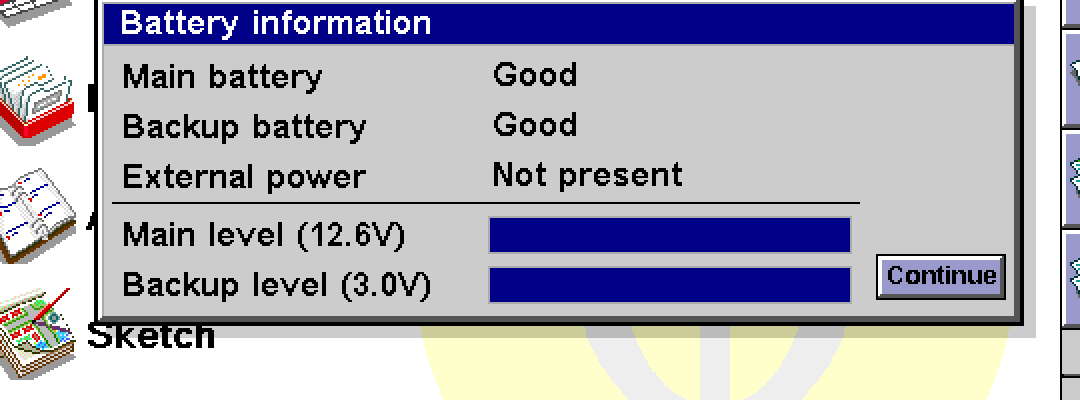 Battery information
Main battery Good
Backup battery Good
External power Not present
Main level (12.6V)
Backup level (3.0V)
Continue
Sketch